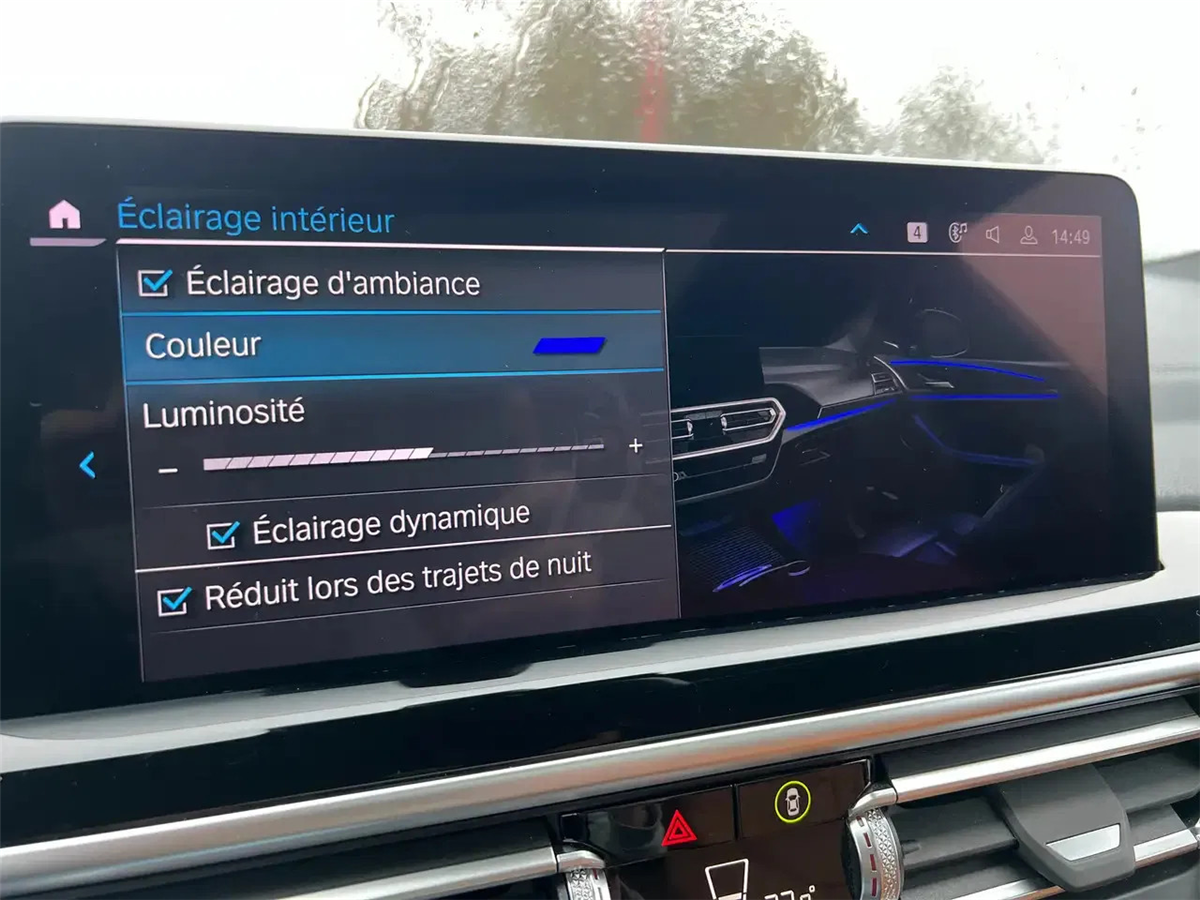 Éclairage intérieur
4
14:49
Éclairage d'ambiance
Couleur
Luminosité
− +
Éclairage dynamique
Réduit lors des trajets de nuit